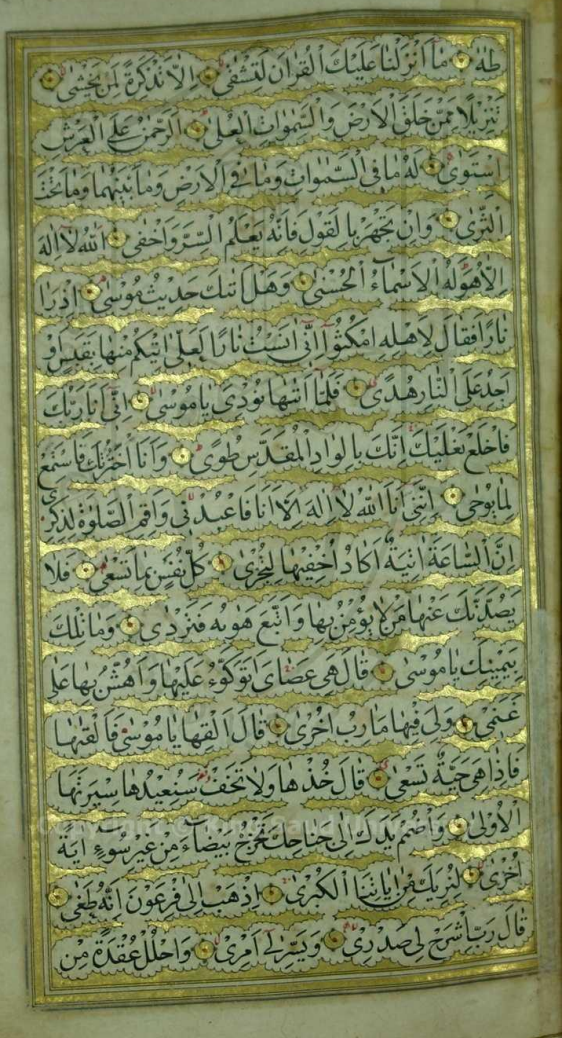 طه ما انزلنا عليك القران لتشقى الا تذكرة لمن يخشى
تنزيلا ممن خلق الارض والسموات العلى الرحمن على العرش
استوى له ما في السموات وما في الارض وما بينهما وما تحت
الثرى وان تجهر بالقول فانه يعلم السر واخفى الله لا اله
الا هو له الاسماء الحسنى وهل اتيك حديث موسى اذ را
نارا فقال لاهله امكثوا اني انست نارا لعلي اتيكم منها بقبس او
اجد على النار هدى فلما اتيها نودي يا موسى اني انا ربك
فاخلع نعليك انك بالواد المقدس طوى وانا اخترتك فاستمع
لما يوحى انني انا الله لا اله الا انا فاعبدني واقم الصلوة لذكري
ان الساعة اتية اكاد اخفيها لتجزى كل نفس بما تسعى فلا
يصدنك عنها من لا يؤمن بها واتبع هويه فتردى وما تلك
بيمينك يا موسى قال هي عصاي اتوكؤ عليها واهش بها على
غنمي ولي فيها مارب اخرى قال القها يا موسى فالقيها
فاذا هي حية تسعى قال خذها ولا تخف سنعيدها سيرتها
الاولى واضمم يدك الى جناحك تخرج بيضاء من غير سوء اية
اخرى لنريك من اياتنا الكبرى اذهب الى فرعون انه طغى
قال رب اشرح لي صدري ويسر لي امري واحلل عقدة من